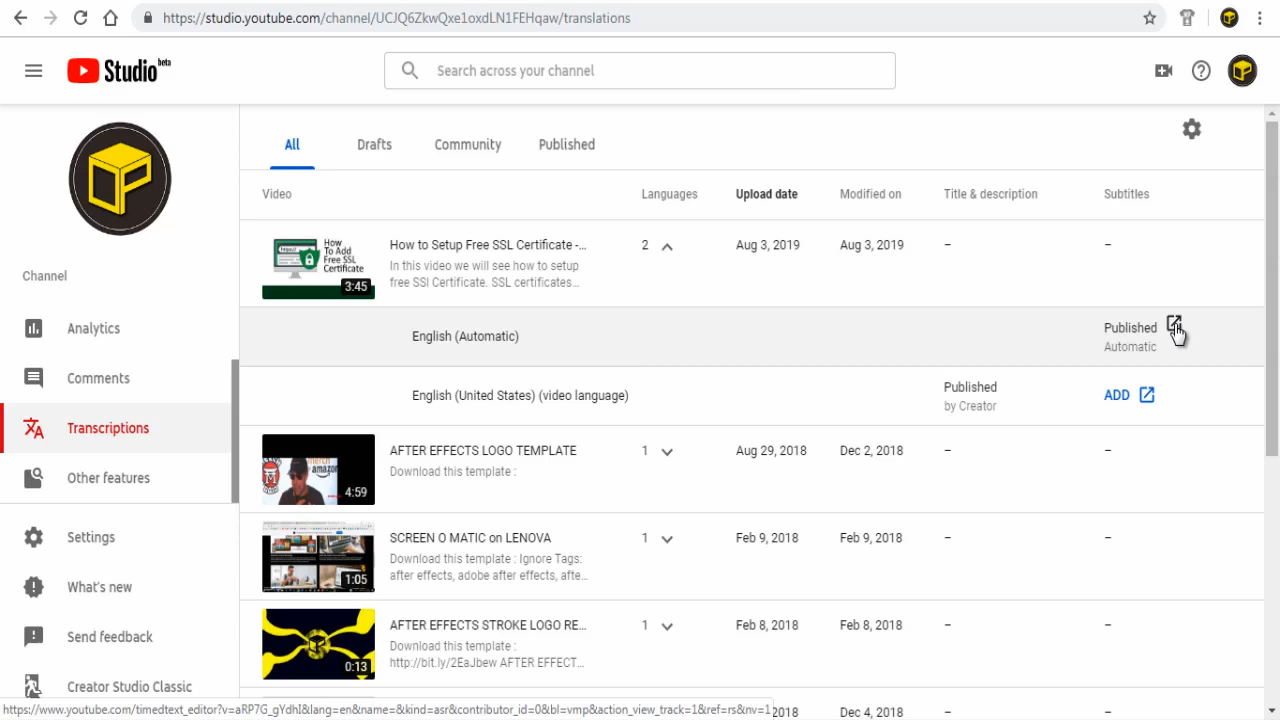 https://studio.youtube.com/channel/UCJQ6ZkwQxe1oxdLN1FEHqaw/translations
Studio beta
Search across your channel
All Drafts Community Published
Video Languages Upload date Modified on Title & description Subtitles
How To Add Free SSL Certificate
3:45
How to Setup Free SSL Certificate -...
In this video we will see how to setup
free SSl Certificate. SSL certificates...
2 Aug 3, 2019 Aug 3, 2019 – –
English (Automatic) Published
Automatic
English (United States) (video language) Published
by Creator
ADD
amazon
4:59
AFTER EFFECTS LOGO TEMPLATE 1 Aug 29, 2018 Dec 2, 2018 – –
Download this template :
1:05
SCREEN O MATIC on LENOVA 1 Feb 9, 2018 Feb 9, 2018 – –
Download this template : Ignore Tags:
after effects, adobe after effects, afte...
0:13
AFTER EFFECTS STROKE LOGO RE... 1 Feb 8, 2018 Feb 8, 2018 – –
Download this template :
http://bit.ly/2EaJbew AFTER EFFECT...
2018 Dec 4, 2018 – –
Channel
Analytics
Comments
Transcriptions
Other features
Settings
What's new
Send feedback
Creator Studio Classic
https://www.youtube.com/timedtext_editor?v=aRP7G_gYdhI&lang=en&name=&kind=asr&contributor_id=0&bl=vmp&action_view_track=1&ref=rs&nv=1